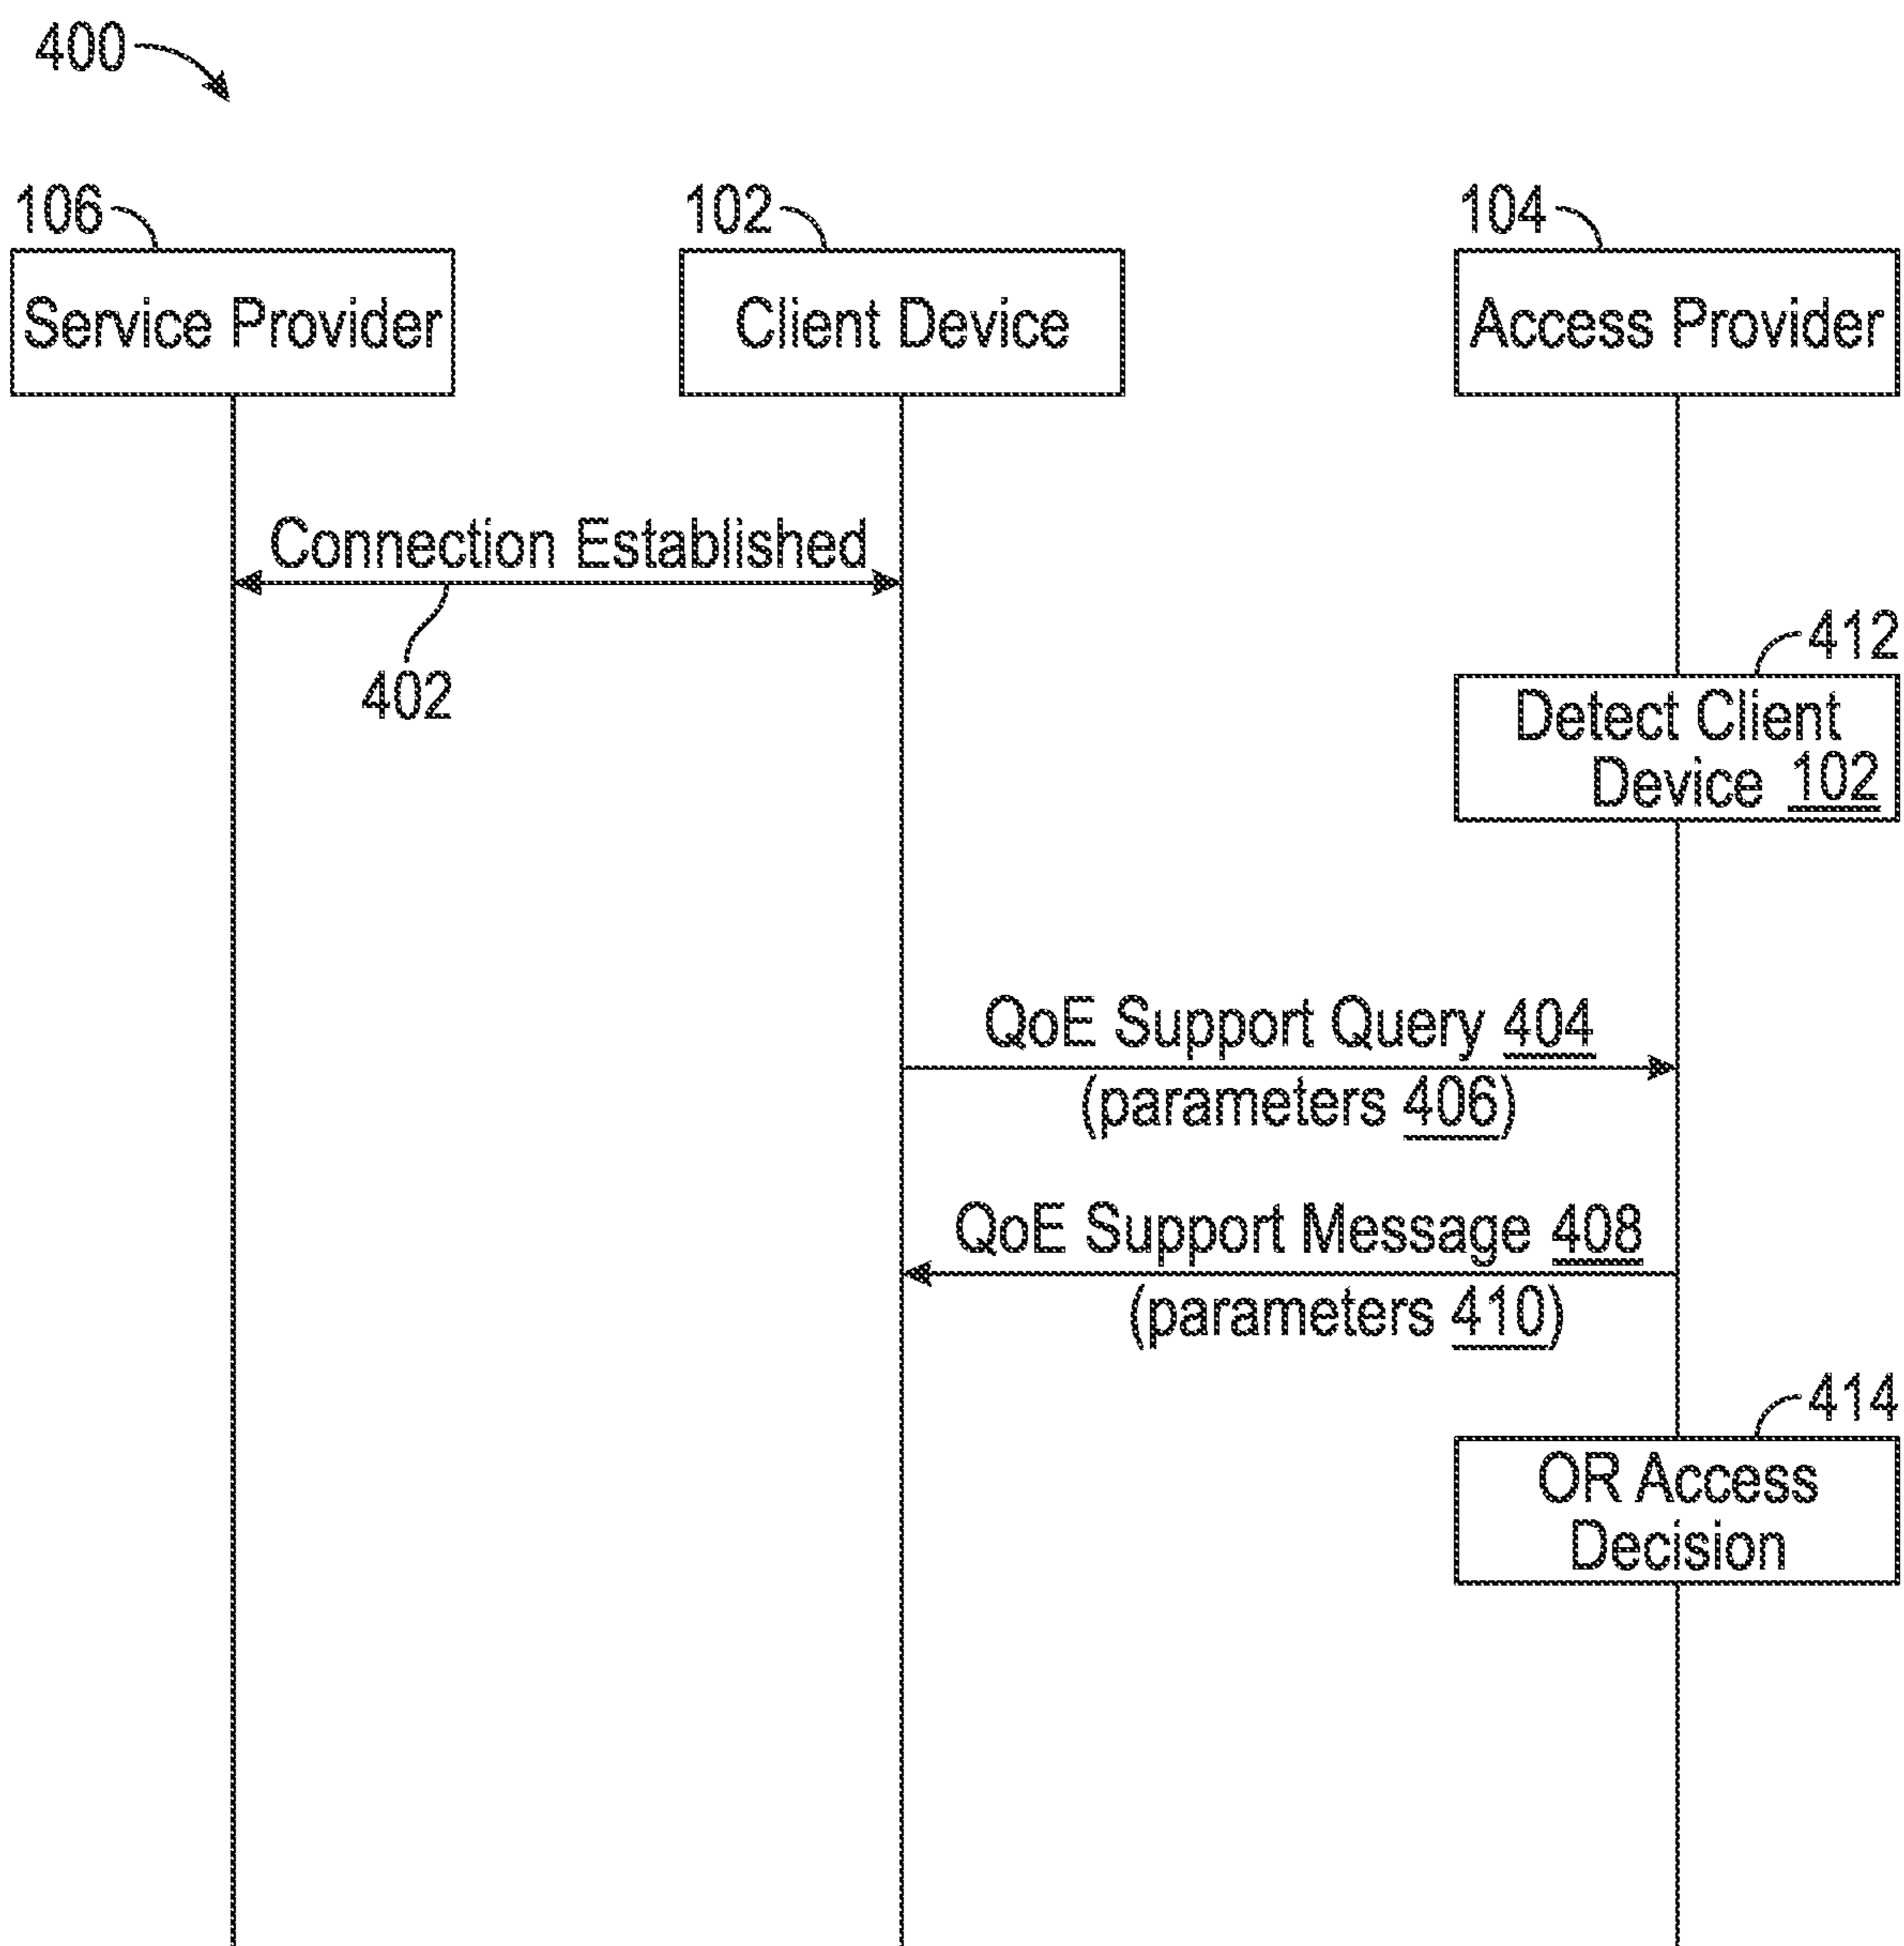 400
106
102
104
Service Provider
Client Device
Access Provider
Connection Established
402
412
Detect Client
Device 102
QoE Support Query 404
(parameters 406)
QoE Support Message 408
(parameters 410)
414
OR Access
Decision